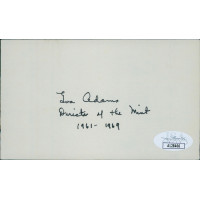 Eva Adams
Director of the Mint
1961-1969